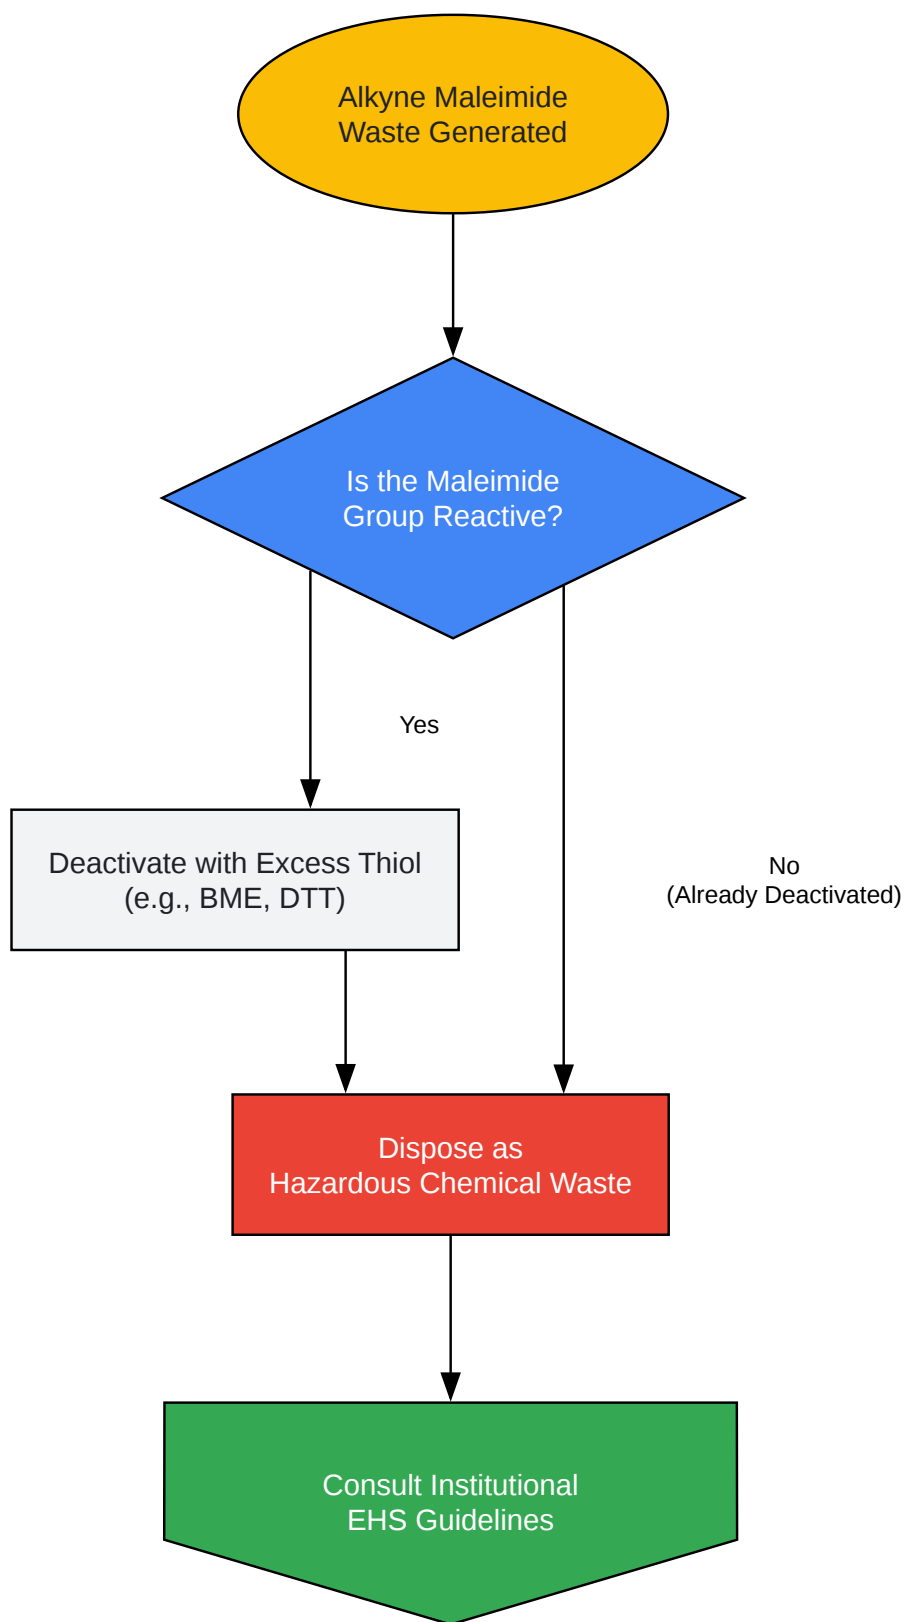 Alkyne Maleimide
Waste Generated
Is the Maleimide
Group Reactive?
Yes
Deactivate with Excess Thiol
(e.g., BME, DTT)
No
(Already Deactivated)
Dispose as
Hazardous Chemical Waste
Consult Institutional
EHS Guidelines